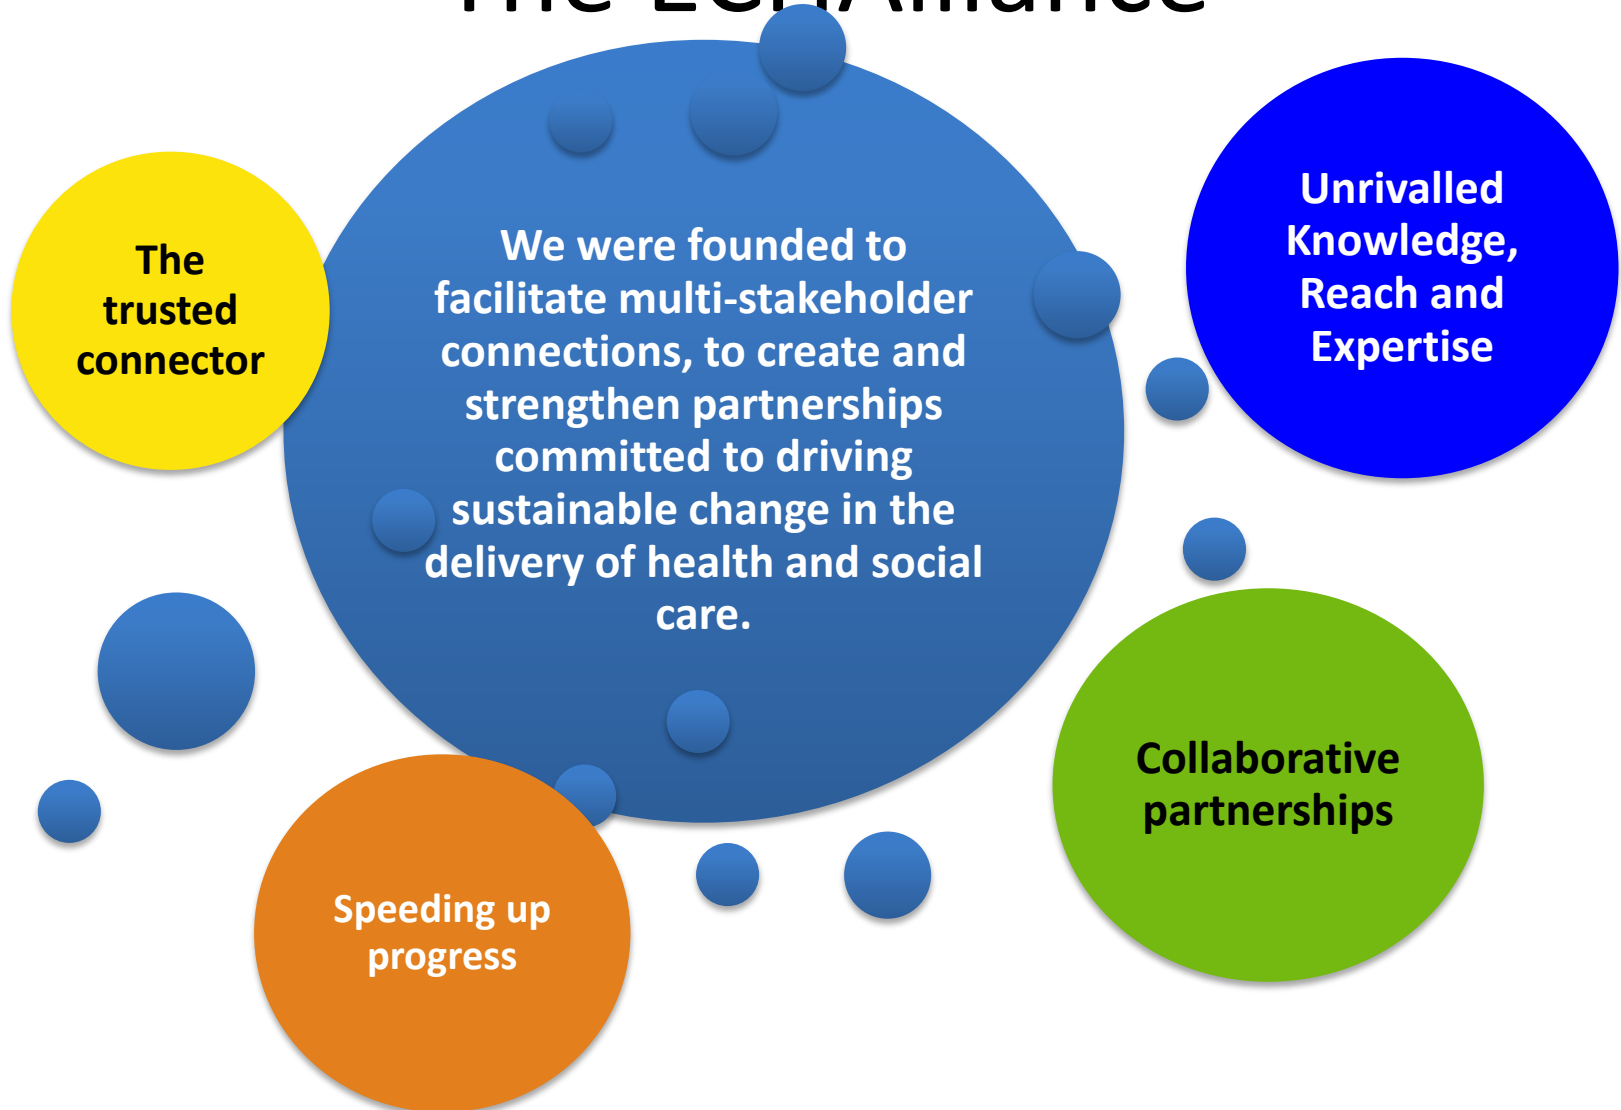 The ECHAlliance
The
trusted
connector
We were founded to
facilitate multi-stakeholder
connections, to create and
strengthen partnerships
committed to driving
sustainable change in the
delivery of health and social
care.
Unrivalled
Knowledge,
Reach and
Expertise
Collaborative
partnerships
Speeding up
progress